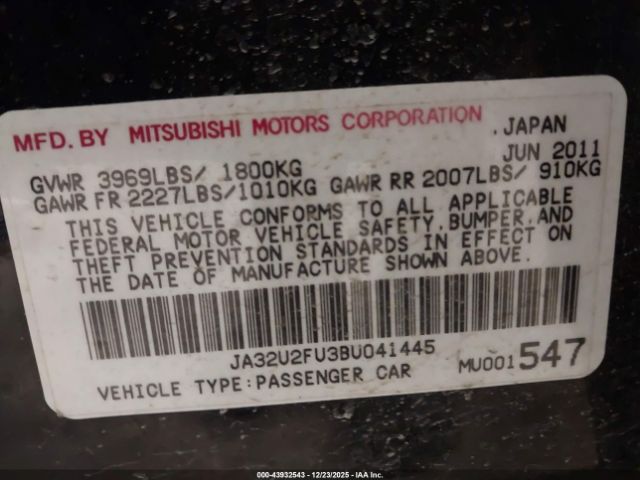 MFD. BY MITSUBISHI MOTORS CORPORATION . JAPAN
GVWR 3969LBS/ 1800KG JUN 2011
GAWR FR 2227LBS/1010KG GAWR RR 2007LBS/ 910KG
THIS VEHICLE CONFORMS TO ALL APPLICABLE
FEDERAL MOTOR VEHICLE SAFETY,BUMPER,AND
THEFT PREVENTION STANDARDS IN EFFECT ON
THE DATE OF MANUFACTURE SHOWN ABOVE.
JA32U2FU3BU041445
VEHICLE TYPE:PASSENGER CAR MU001547
000-43932543 - 12/23/2025 - IAA Inc.